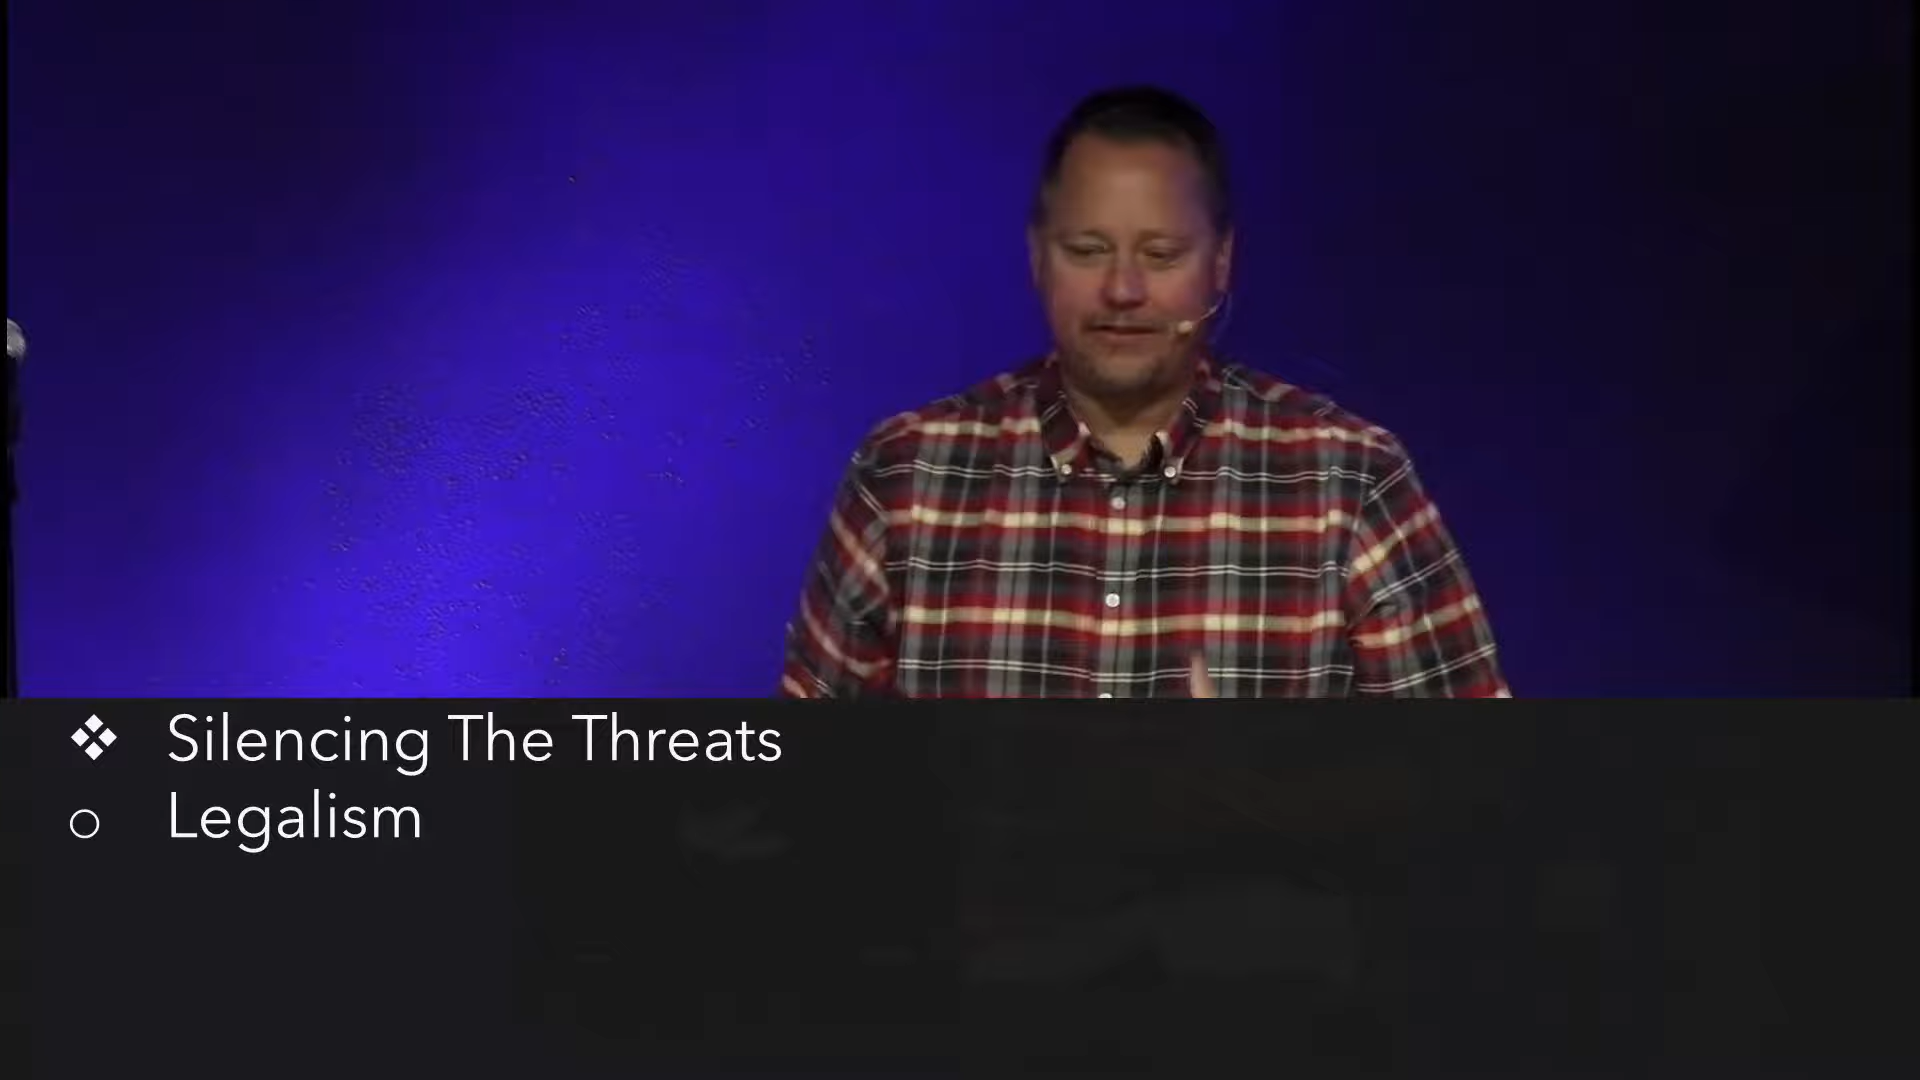 ❖ Silencing The Threats
○ Legalism